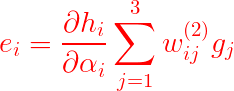 e_i = \frac{\partial h_i}{\partial \alpha_i} \sum_{j=1}^{3} w_{ij}^{(2)} g_j